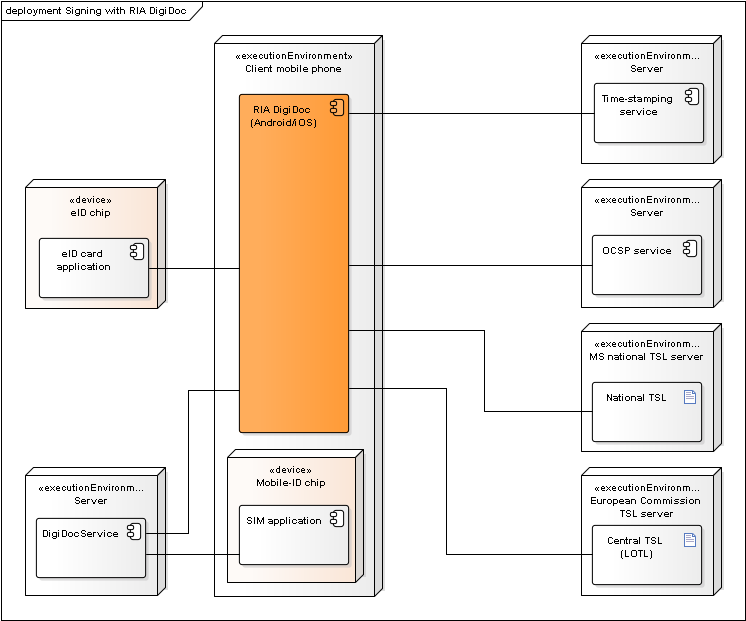 deployment Signing with RIA DigiDoc
«executionEnvironment»
Client mobile phone
RIA DigiDoc
(Android/iOS)
«device»
eID chip
eID card
application
«executionEnvironm...
Server
DigiDocService
«device»
Mobile-ID chip
SIM application
«executionEnvironm...
Server
Time-stamping
service
«executionEnvironm...
Server
OCSP service
«executionEnvironm...
MS national TSL server
National TSL
«executionEnvironm...
European Commission
TSL server
Central TSL
(LOTL)